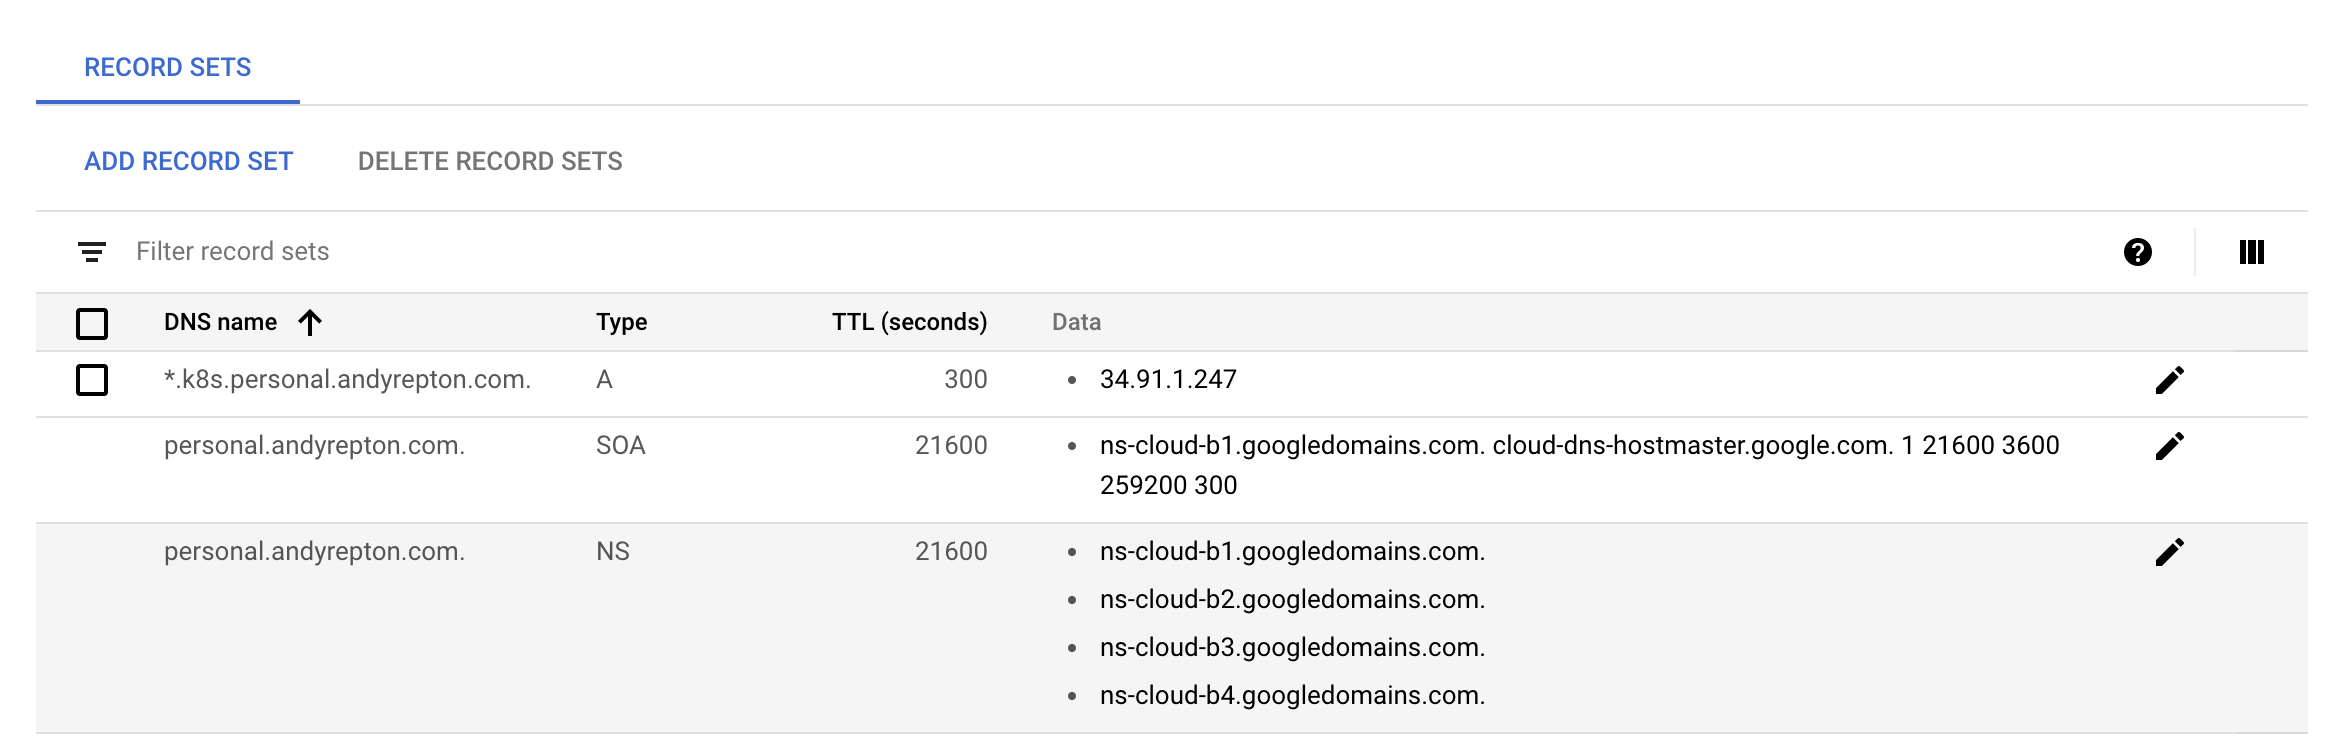 RECORD SETS
ADD RECORD SET DELETE RECORD SETS
Filter record sets
DNS name Type TTL (seconds) Data
*.k8s.personal.andyrepton.com. A 300 34.91.1.247
personal.andyrepton.com. SOA 21600 ns-cloud-b1.googledomains.com. cloud-dns-hostmaster.google.com. 1 21600 3600
259200 300
personal.andyrepton.com. NS 21600 ns-cloud-b1.googledomains.com.
ns-cloud-b2.googledomains.com.
ns-cloud-b3.googledomains.com.
ns-cloud-b4.googledomains.com.